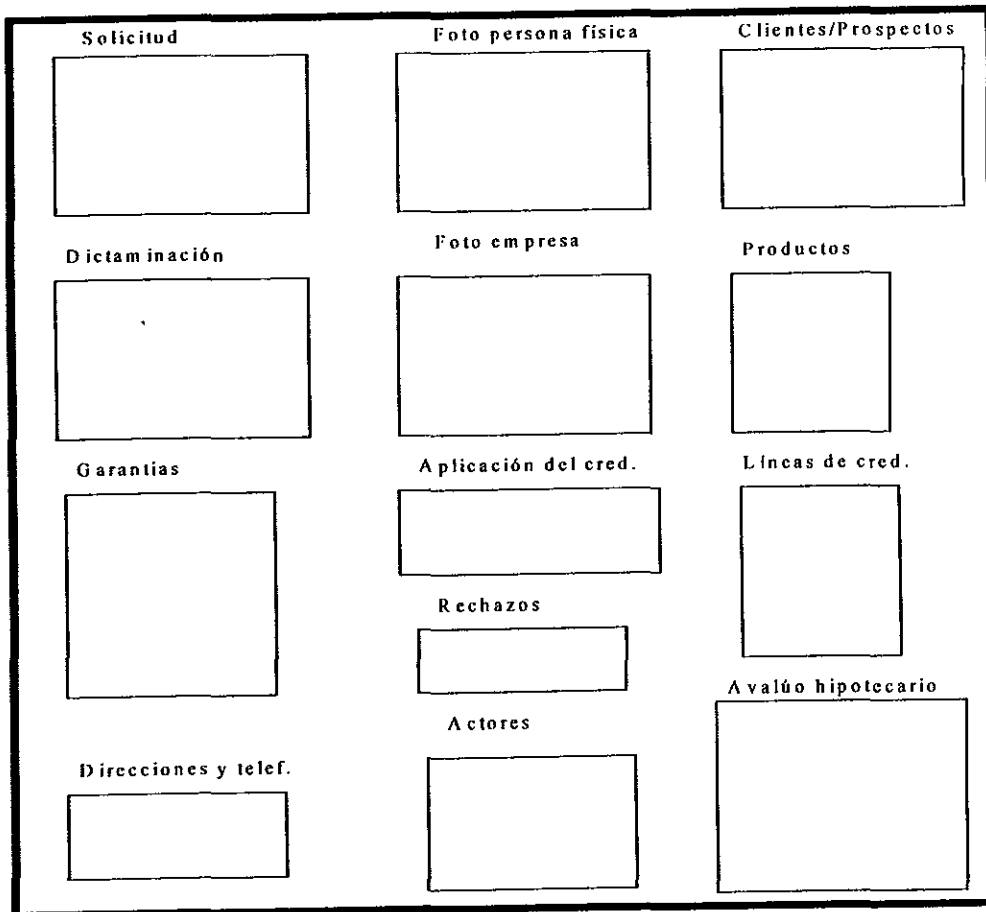 Solicitud
Foto persona física
Clientes/Prospectos
Dictaminación
Foto empresa
Productos
Garantias
Aplicación del cred.
Líneas de cred.
Rechazos
Avalúo hipotecario
Actores
Direcciones y telef.